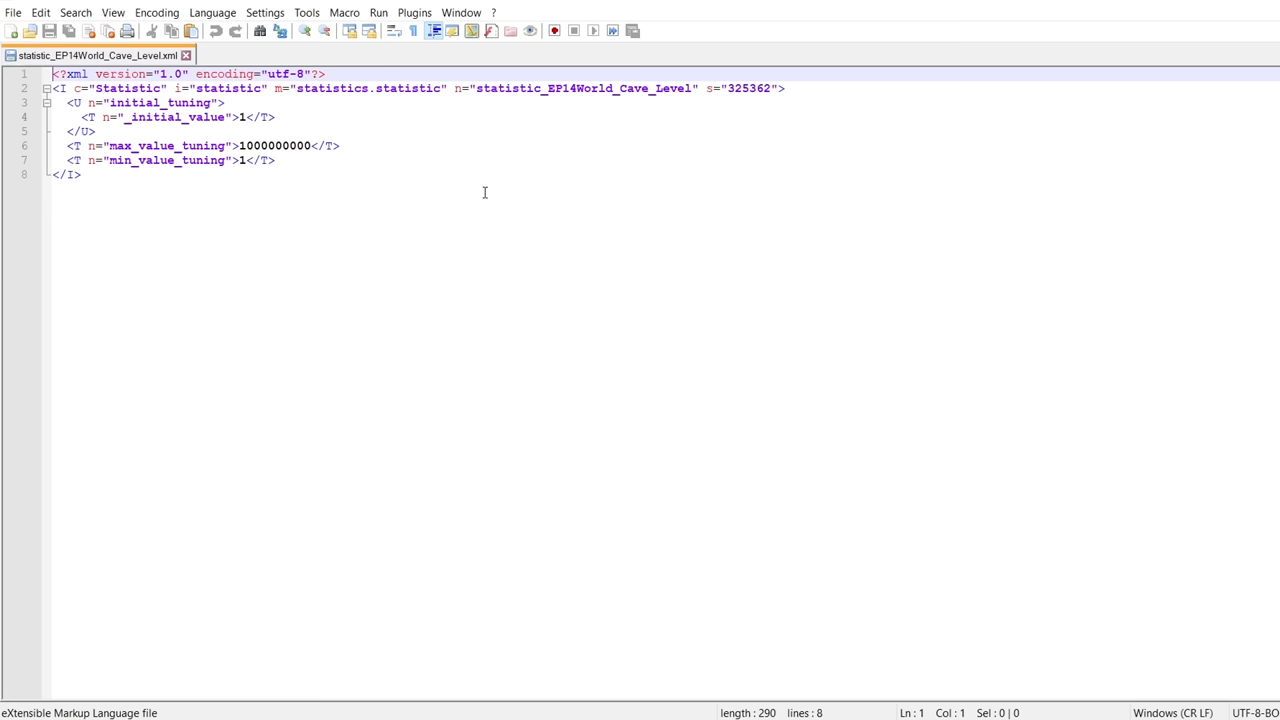 File Edit Search View Encoding Language Settings Tools Macro Run Plugins Window ?
statistic_EP14World_Cave_Level.xml
1 <?xml version="1.0" encoding="utf-8"?>
2 <I c="Statistic" i="statistic" m="statistics.statistic" n="statistic_EP14World_Cave_Level" s="325362">
3 <U n="initial_tuning">
4 <T n="_initial_value">1</T>
5 </U>
6 <T n="max_value_tuning">1000000000</T>
7 <T n="min_value_tuning">1</T>
8 </I>
eXtensible Markup Language file length : 290 lines : 8 Ln : 1 Col : 1 Sel : 0 | 0 Windows (CR LF) UTF-8-BO